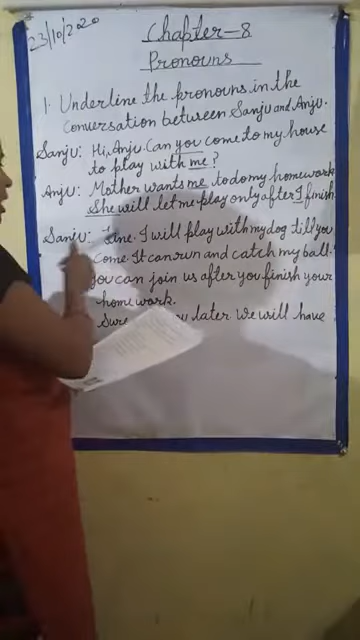 23/10/2020
Chapter-8
Pronouns
1. Underline the pronouns in the
conversation between Sanju and Anju.
Sanju: Hi, Anju. Can you come to my house
to play with me?
Anju: Mother wants me to do my homework
She will let me play only after I finish
Sanju: Fine. I will play with my dog till you
come. It can run and catch my ball.
you can join us after you finish your
home work.
Sure later We will have